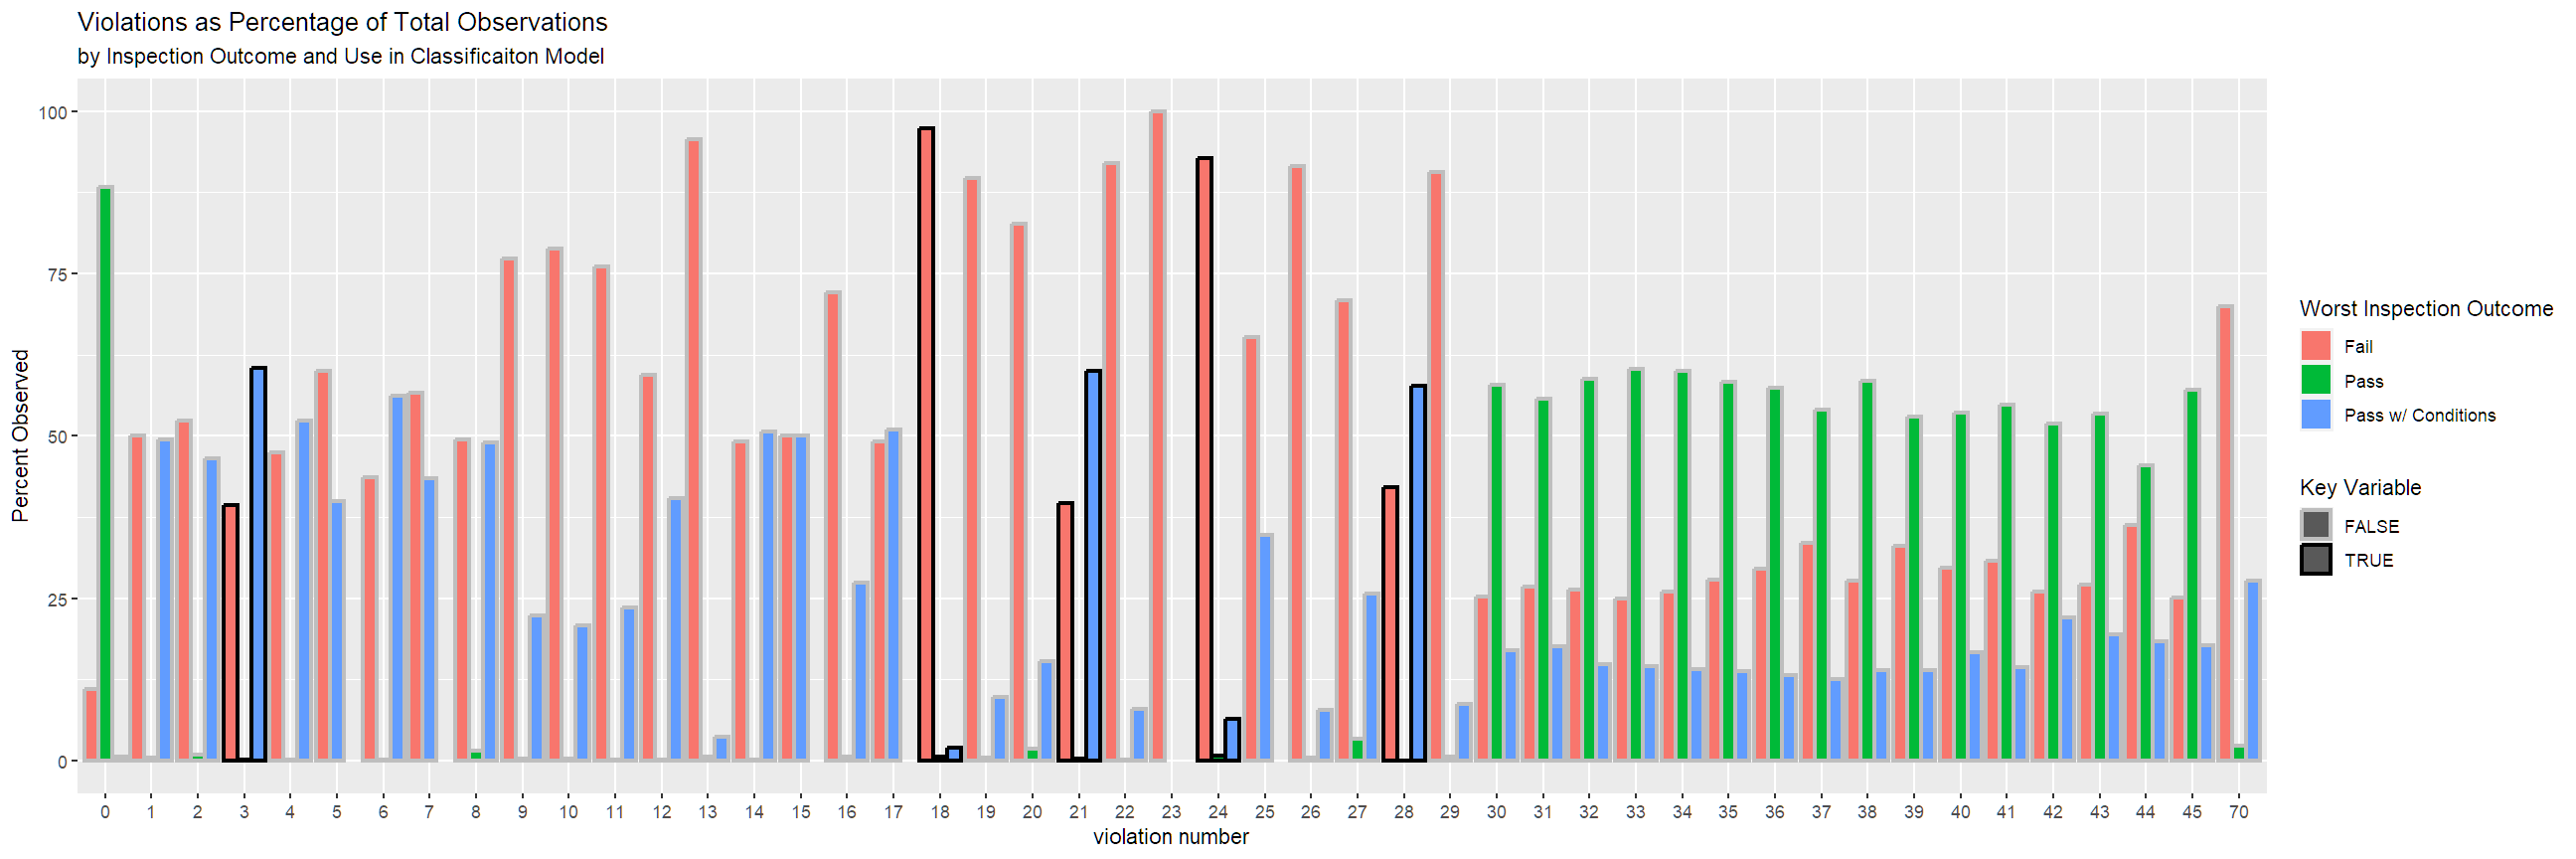 Violations as Percentage of Total Observations
by Inspection Outcome and Use in Classificaiton Model
Percent Observed
100
75
50
25
0
0 1 2 3 4 5 6 7 8 9 10 11 12 13 14 15 16 17 18 19 20 21 22 23 24 25 26 27 28 29 30 31 32 33 34 35 36 37 38 39 40 41 42 43 44 45 70
violation number
Worst Inspection Outcome
Fail
Pass
Pass w/ Conditions
Key Variable
FALSE
TRUE